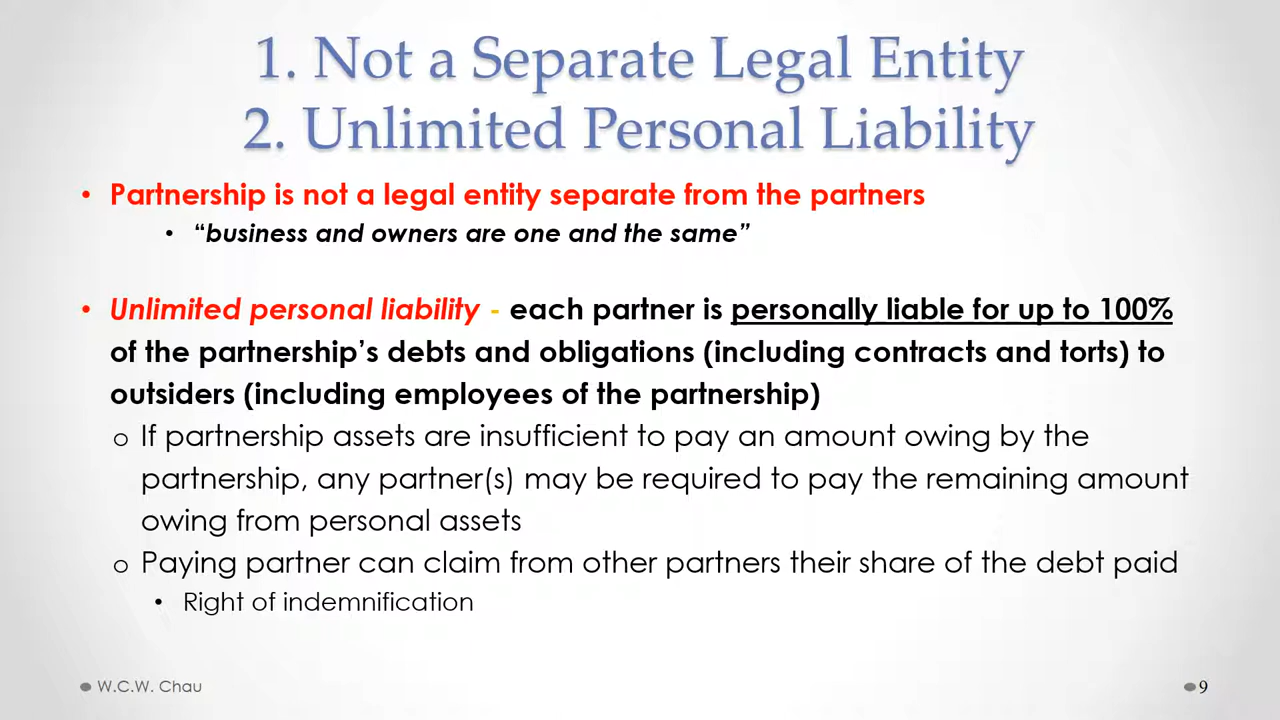 1. Not a Separate Legal Entity
2. Unlimited Personal Liability
• Partnership is not a legal entity separate from the partners
• “business and owners are one and the same”
• Unlimited personal liability - each partner is personally liable for up to 100%
of the partnership’s debts and obligations (including contracts and torts) to
outsiders (including employees of the partnership)
o If partnership assets are insufficient to pay an amount owing by the
partnership, any partner(s) may be required to pay the remaining amount
owing from personal assets
o Paying partner can claim from other partners their share of the debt paid
• Right of indemnification
W.C.W. Chau
9